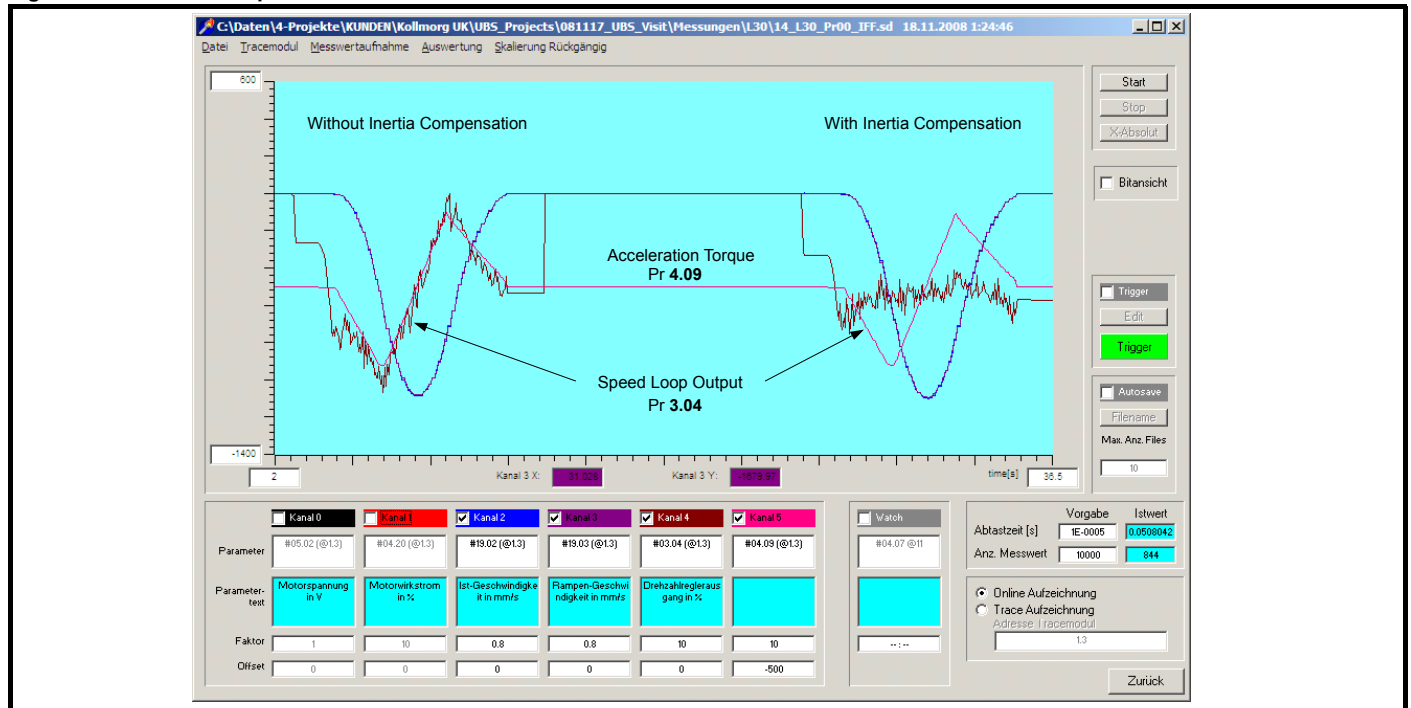 C:\Daten\4-Projekte\KUNDEN\Kollmorg UK\UBS_Projects\081117_UBS_Visit\Messungen\L30\14_L30_Pr00_IFF.sd 18.11.2008 1:24:46
Datei Tracemodul Messwertaufnahme Auswertung Skalierung Rückgängig
600
Without Inertia Compensation
With Inertia Compensation
Acceleration Torque
Pr 4.09
Speed Loop Output
Pr 3.04
-1400
2
Kanal 3 X:
31.026
Kanal 3 Y:
-1679.97
time[s]
36.5
Start
Stop
X-Absolut
Bitansicht
Trigger
Edit
Trigger
Autosave
Filename
Max. Anz. Files
10
Kanal 0 Kanal 1 Kanal 2 Kanal 3 Kanal 4 Kanal 5 Watch
Parameter #05.02 (@1.3) #04.20 (@1.3) #19.02 (@1.3) #19.03 (@1.3) #03.04 (@1.3) #04.09 (@1.3) #04.07 @11
Parameter- Motorspannung Motorwirkstrom Ist-Geschwindigke Rampen-Geschwi Drehzahlregleraus
text in V in % it in mm/s ndigkeit in mm/s gang in %
Faktor 1 10 0.8 0.8 10 10 -- : --
Offset 0 0 0 0 0 -500
Vorgabe Istwert
Abtastzeit [s] 1E-0005 0.0508042
Anz. Messwert 10000 844
Online Aufzeichnung
Trace Aufzeichnung
Adresse Tracemodul
1.3
Zurück